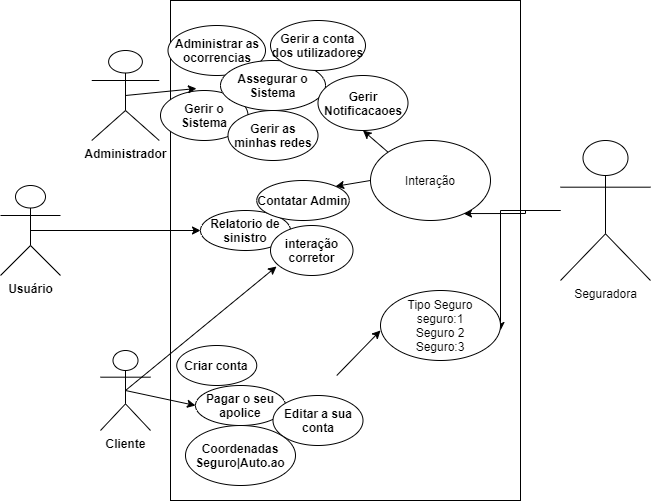 Administrar as
ocorrencias
Gerir a conta
dos utilizadores
Assegurar o
Sistema
Gerir
Notificacaoes
Gerir o
Sistema
Gerir as
minhas redes
Administrador
Interação
Contatar Admin
Relatorio de
sinistro
interação
corretor
Usuário
Seguradora
Tipo Seguro
seguro:1
Seguro 2
Seguro:3
Criar conta
Pagar o seu
apolice
Editar a sua
conta
Cliente
Coordenadas
Seguro|Auto.ao